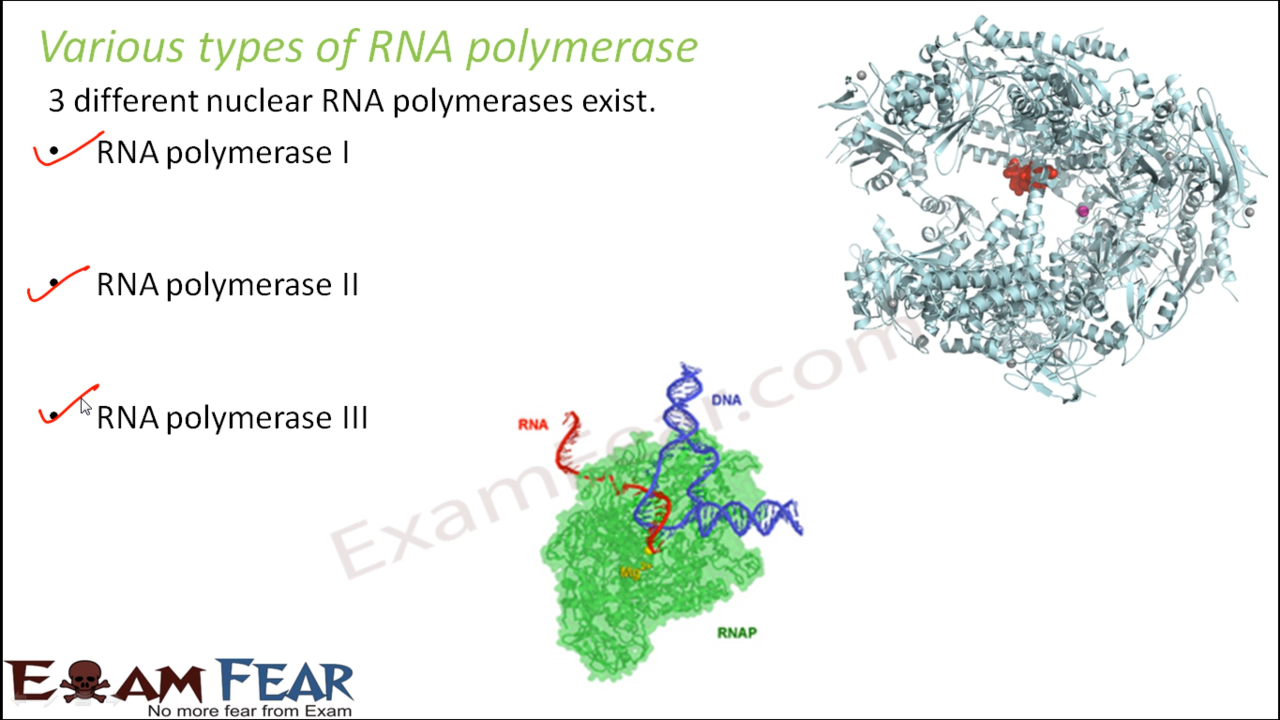 Various types of RNA polymerase
3 different nuclear RNA polymerases exist.
• RNA polymerase I
• RNA polymerase II
• RNA polymerase III
DNA
RNA
Mg²⁺
RNAP
ExamFear.com
EXAM FEAR
No more fear from Exam